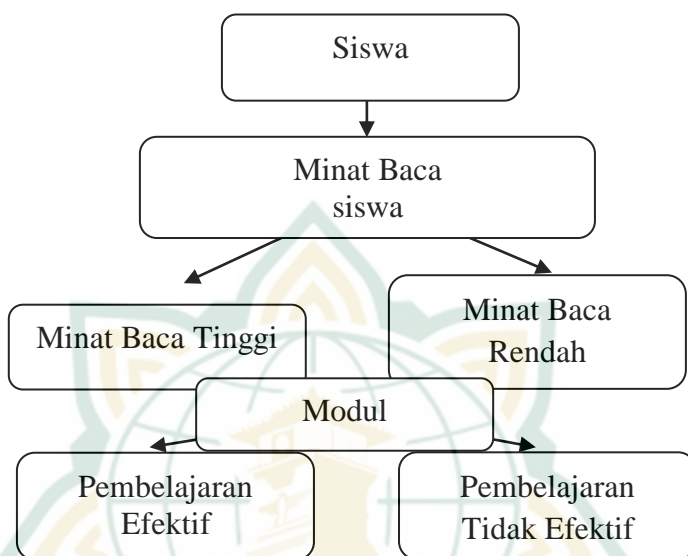 Siswa
Minat Baca
siswa
Minat Baca Tinggi
Minat Baca
Rendah
Modul
Pembelajaran
Efektif
Pembelajaran
Tidak Efektif